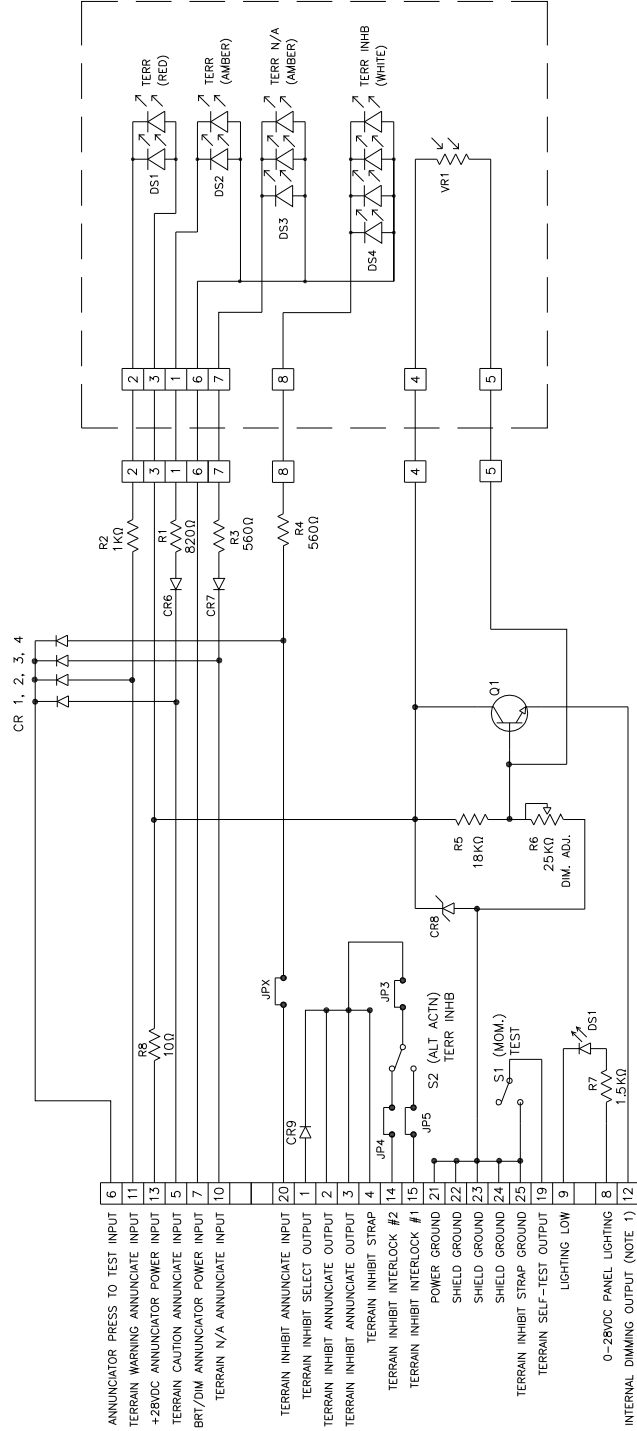 ANNUNCIATOR PRESS TO TEST INPUT 6
TERRAIN WARNING ANNUNCIATE INPUT 11
+28VDC ANNUNCIATOR POWER INPUT 13
TERRAIN CAUTION ANNUNCIATE INPUT 5
BRT/DIM ANNUNCIATOR POWER INPUT 7
TERRAIN N/A ANNUNCIATE INPUT 10
TERRAIN INHIBIT ANNUNCIATE INPUT 20
TERRAIN INHIBIT SELECT OUTPUT 1
TERRAIN INHIBIT ANNUNCIATE OUTPUT 2
TERRAIN INHIBIT ANNUNCIATE OUTPUT 3
TERRAIN INHIBIT STRAP 4
TERRAIN INHIBIT INTERLOCK #2 14
TERRAIN INHIBIT INTERLOCK #1 15
POWER GROUND 21
SHIELD GROUND 22
SHIELD GROUND 23
SHIELD GROUND 24
TERRAIN INHIBIT STRAP GROUND 25
TERRAIN SELF-TEST OUTPUT 19
LIGHTING LOW 9
0-28VDC PANEL LIGHTING 8
INTERNAL DIMMING OUTPUT (NOTE 1) 12
CR 1, 2, 3, 4
R8
10Ω
JPX
CR9
JP3
JP4
JP5
S2 (ALT ACTN)
TERR INHB
S1 (MOM.)
TEST
DS1
R7
1.5KΩ
CR8
R5
18KΩ
R6
25KΩ
DIM. ADJ.
Q1
CR6
CR7
R2
1KΩ
R1
820Ω
R3
560Ω
R4
560Ω
2
3
1
6
7
8
4
5
2
3
1
6
7
8
4
5
DS1
TERR
(RED)
DS2
TERR
(AMBER)
DS3
TERR N/A
(AMBER)
DS4
TERR INHB
(WHITE)
VR1